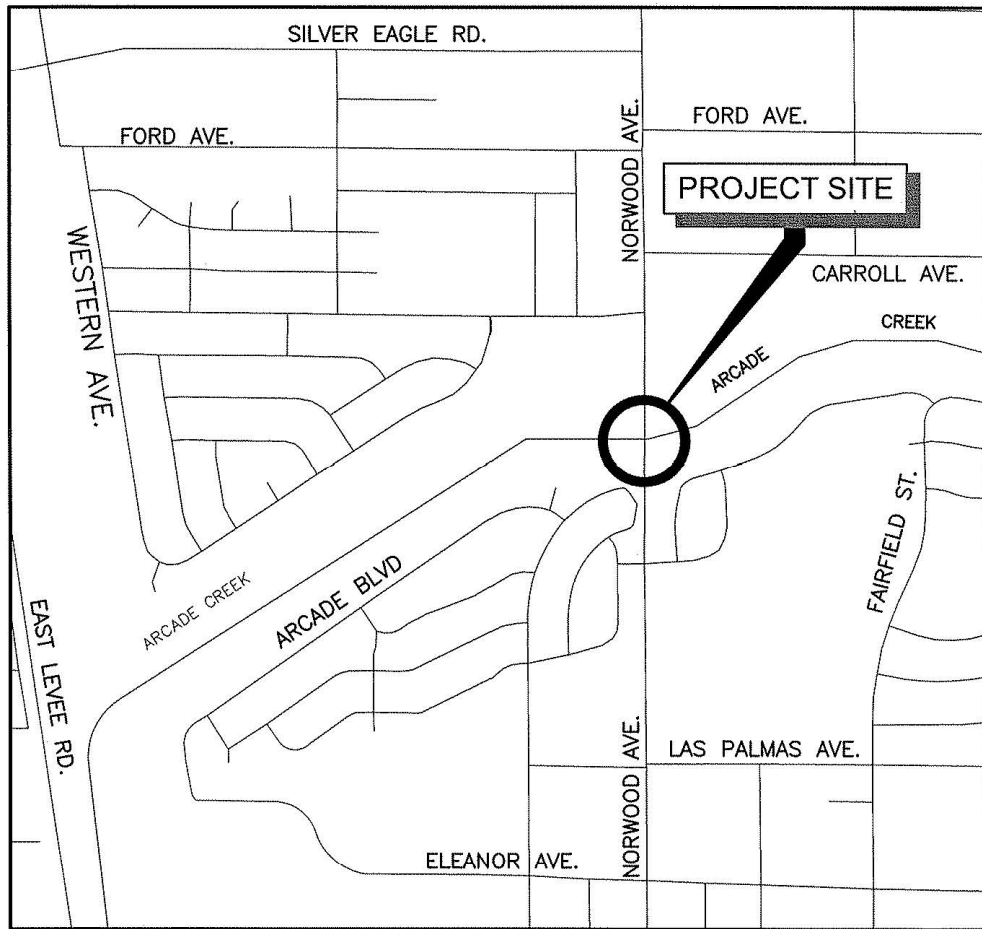 SILVER EAGLE RD.
FORD AVE.
NORWOOD AVE.
FORD AVE.
PROJECT SITE
WESTERN AVE.
CARROLL AVE.
ARCADE
CREEK
ARCADE CREEK
ARCADE BLVD
FAIRFIELD ST.
EAST LEVEE RD.
NORWOOD AVE.
LAS PALMAS AVE.
ELEANOR AVE.